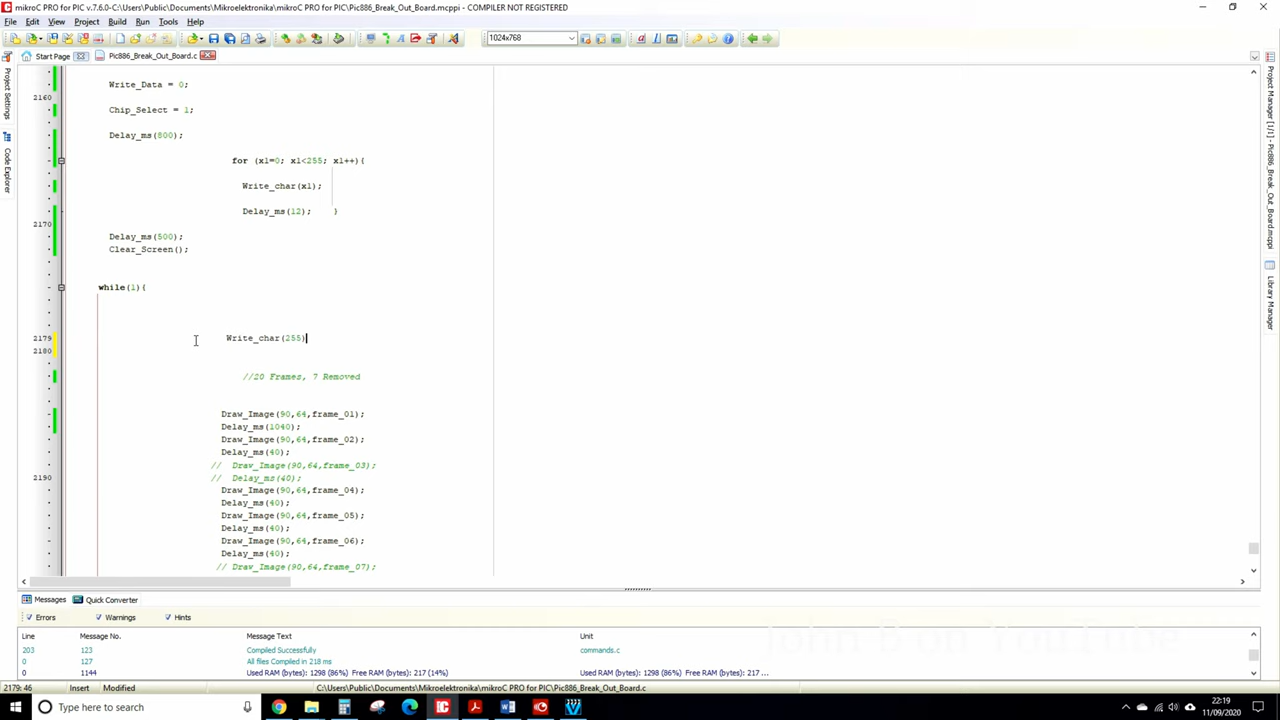 mikroC PRO for PIC v.7.6.0-C:\Users\Public\Documents\Mikroelektronika\mikroC PRO for PIC\Pic886_Break_Out_Board.mcppi - COMPILER NOT REGISTERED
File Edit View Project Build Run Tools Help
1024x768
Start Page Pic886_Break_Out_Board.c
Write_Data = 0;
2160
Chip_Select = 1;
Delay_ms(800);
for (x1=0; x1<255; x1++){
Write_char(x1);
Delay_ms(12); }
2170
Delay_ms(500);
Clear_Screen();
while(1){
2179 Write_char(255)
2180
//20 Frames, 7 Removed
Draw_Image(90,64,frame_01);
Delay_ms(1040);
Draw_Image(90,64,frame_02);
Delay_ms(40);
// Draw_Image(90,64,frame_03);
2190 // Delay_ms(40);
Draw_Image(90,64,frame_04);
Delay_ms(40);
Draw_Image(90,64,frame_05);
Delay_ms(40);
Draw_Image(90,64,frame_06);
Delay_ms(40);
// Draw_Image(90,64,frame_07);
Project Settings
Code Explorer
Project Manager [1/1] - Pic886_Break_Out_Board.mcppi
Library Manager
Messages Quick Converter
Errors Warnings Hints
Line Message No. Message Text Unit
203 123 Compiled Successfully commands.c
0 127 All files Compiled in 218 ms
0 1144 Used RAM (bytes): 1298 (86%) Free RAM (bytes): 217 (14%) Used RAM (bytes): 1298 (86%) Free RAM (bytes): 217 ...
John B on YouTube
2179: 46 Insert Modified C:\Users\Public\Documents\Mikroelektronika\mikroC PRO for PIC\Pic886_Break_Out_Board.c
Type here to search
22:19
11/09/2020